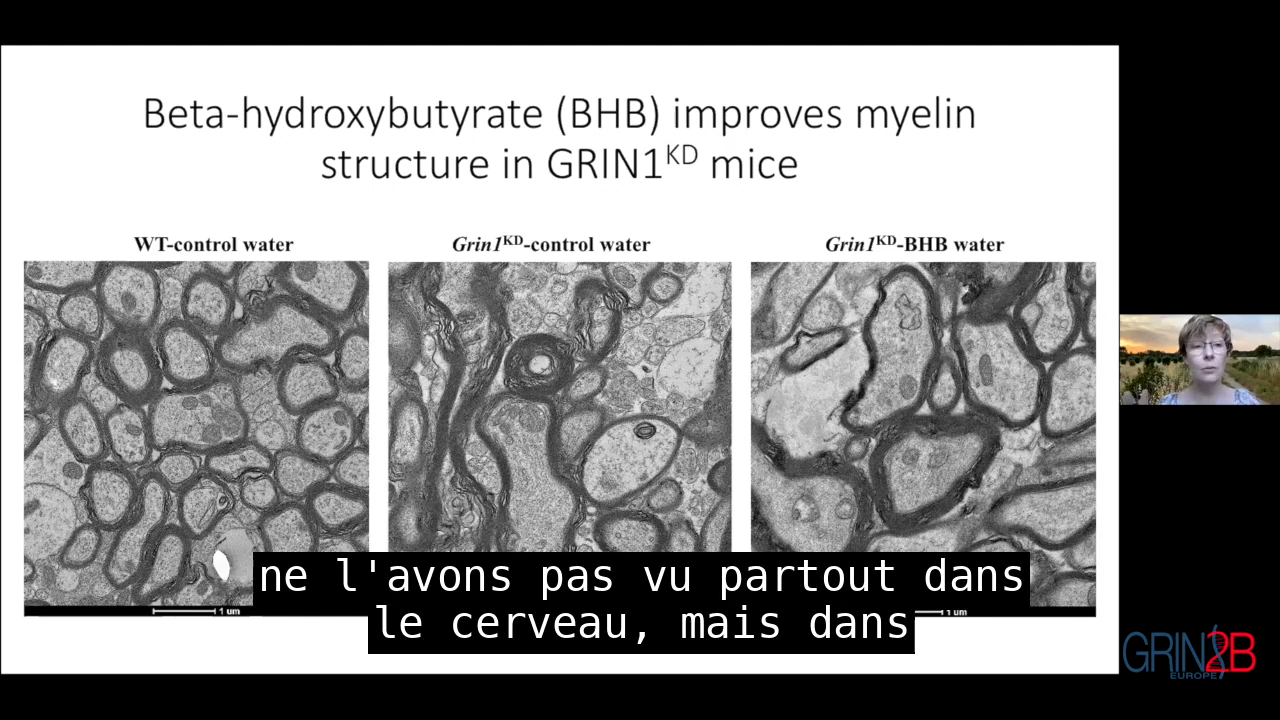 Beta-hydroxybutyrate (BHB) improves myelin
structure in GRIN1KD mice
WT-control water
Grin1KD-control water
Grin1KD-BHB water
1 um
1 um
ne l'avons pas vu partout dans
le cerveau, mais dans
GRIN2B
EUROPE